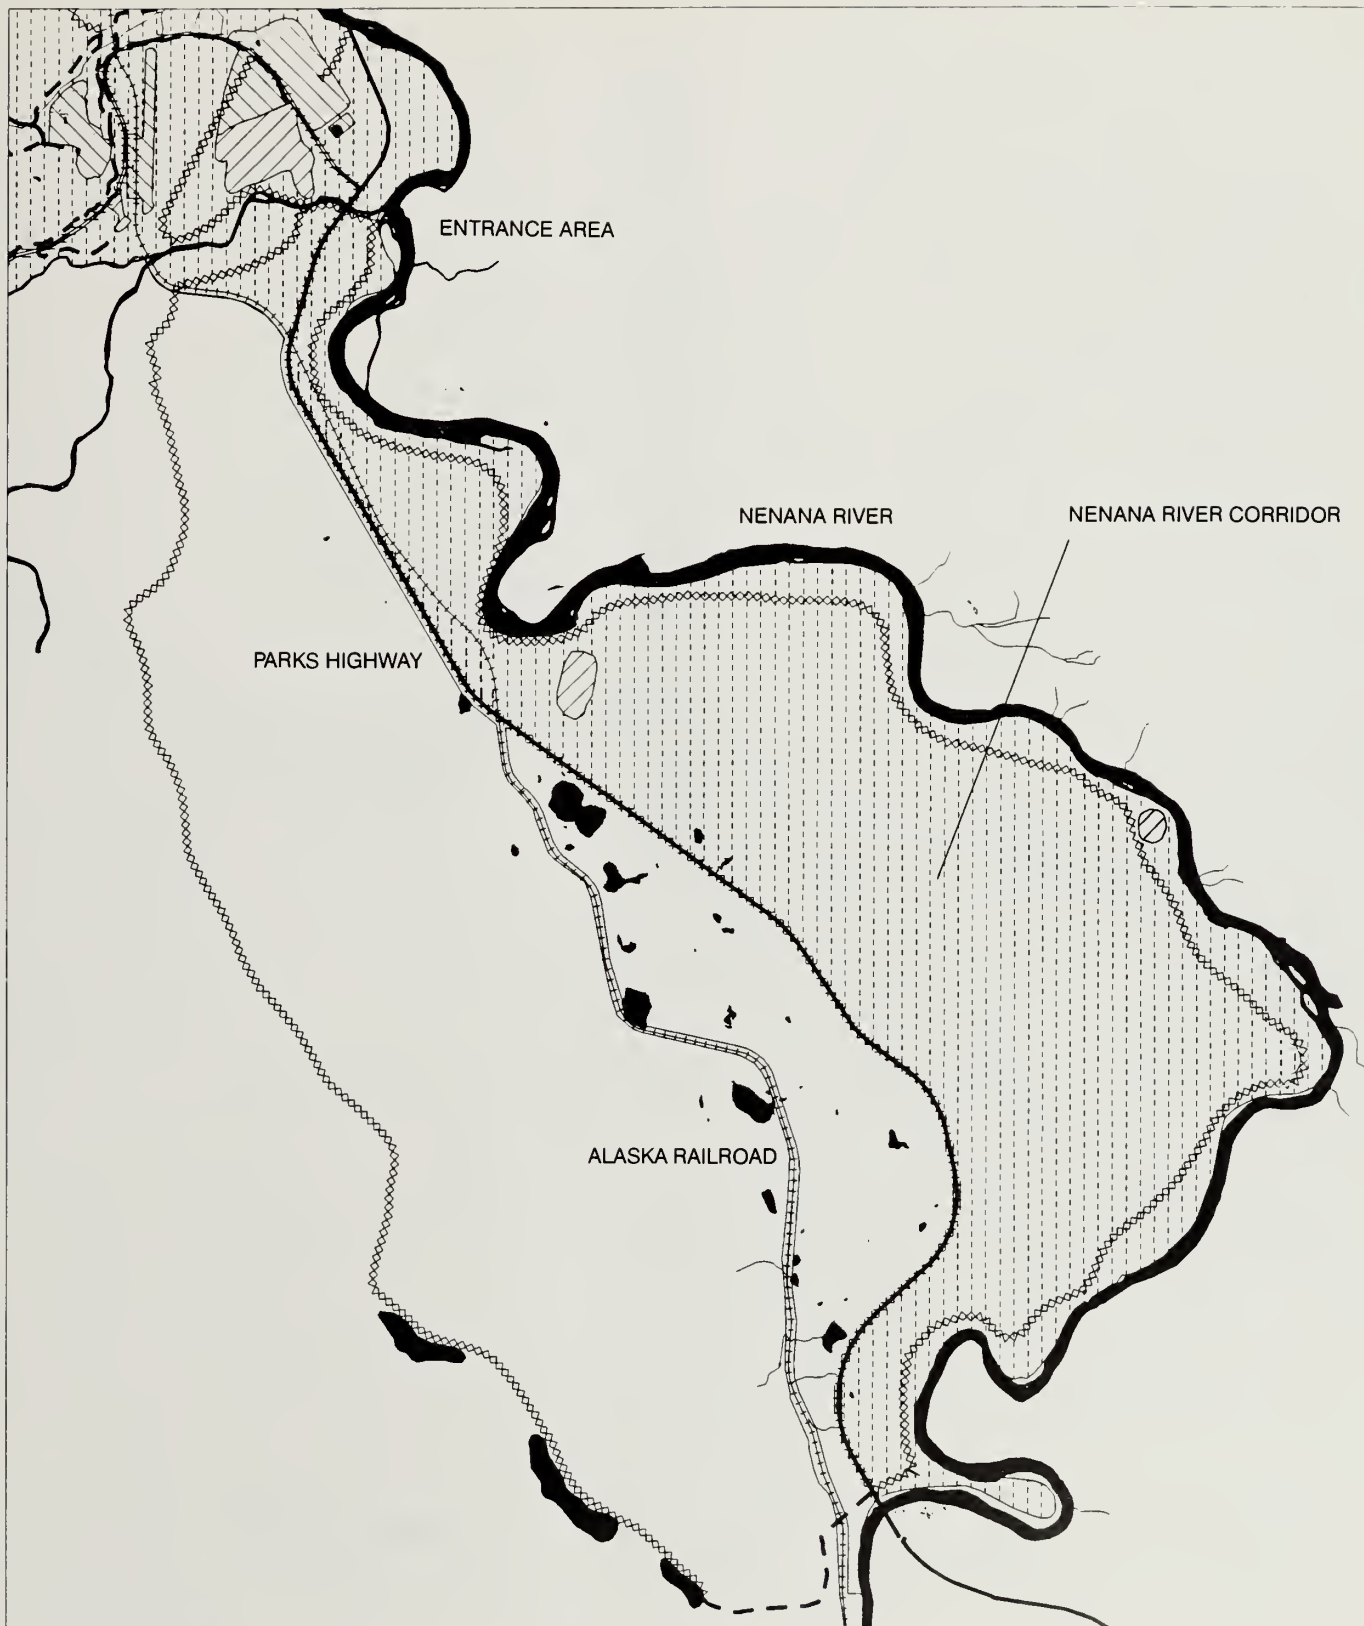 ENTRANCE AREA
NENANA RIVER
NENANA RIVER CORRIDOR
PARKS HIGHWAY
ALASKA RAILROAD